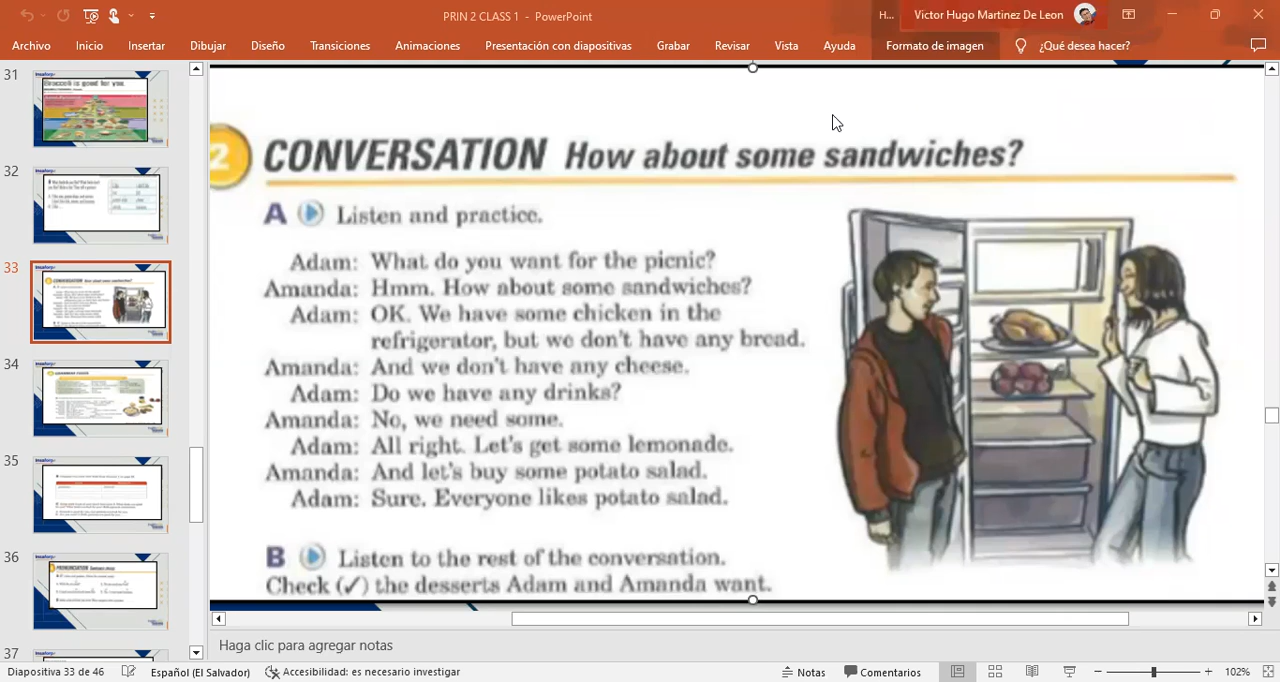 PRIN 2 CLASS 1 - PowerPoint
H...
Victor Hugo Martinez De Leon
Archivo Inicio Insertar Dibujar Diseño Transiciones Animaciones Presentación con diapositivas Grabar Revisar Vista Ayuda Formato de imagen ¿Qué desea hacer?
31
Broccoli is good for you.
32
33
34
35
36
37
2 CONVERSATION How about some sandwiches?
A Listen and practice.
Adam: What do you want for the picnic?
Amanda: Hmm. How about some sandwiches?
Adam: OK. We have some chicken in the
refrigerator, but we don't have any bread.
Amanda: And we don't have any cheese.
Adam: Do we have any drinks?
Amanda: No, we need some.
Adam: All right. Let's get some lemonade.
Amanda: And let's buy some potato salad.
Adam: Sure. Everyone likes potato salad.
B Listen to the rest of the conversation.
Check (✓) the desserts Adam and Amanda want.
Haga clic para agregar notas
Diapositiva 33 de 46 Español (El Salvador) Accesibilidad: es necesario investigar Notas Comentarios 102%